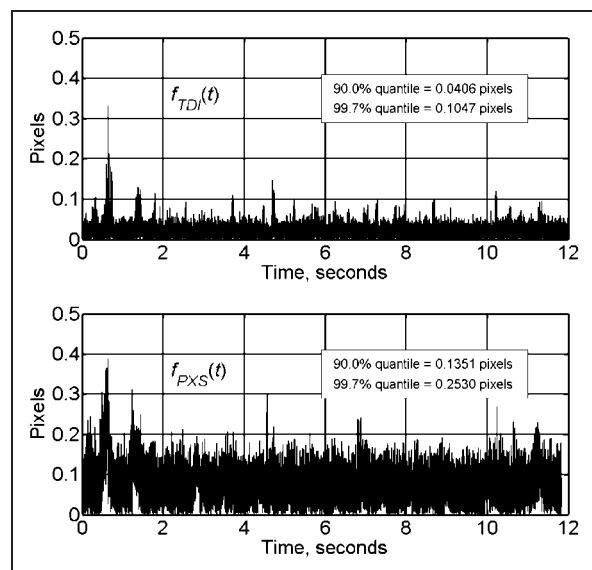 0.5
0.4
0.3
0.2
0.1
0
Pixels
f_TDI(t)
90.0% quantile = 0.0406 pixels
99.7% quantile = 0.1047 pixels
0 2 4 6 8 10 12
Time, seconds
0.5
0.4
0.3
0.2
0.1
0
Pixels
f_PXS(t)
90.0% quantile = 0.1351 pixels
99.7% quantile = 0.2530 pixels
0 2 4 6 8 10 12
Time, seconds